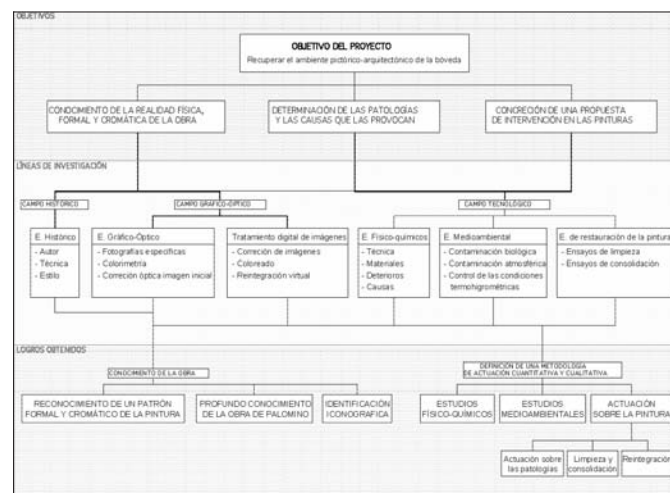 OBJETIVOS
OBJETIVO DEL PROYECTO
Recuperar el ambiente pictórico-arquitectónico de la bóveda
CONOCIMIENTO DE LA REALIDAD FÍSICA,
FORMAL Y CROMÁTICA DE LA OBRA
DETERMINACIÓN DE LAS PATOLOGÍAS
Y LAS CAUSAS QUE LAS PROVOCAN
CONCRECIÓN DE UNA PROPUESTA
DE INTERVENCIÓN EN LAS PINTURAS
LÍNEAS DE INVESTIGACIÓN
CAMPO HISTÓRICO
CAMPO GRÁFICO-ÓPTICO
CAMPO TECNOLÓGICO
E. Histórico
- Autor
- Técnica
- Estilo
E. Gráfico-Óptico
- Fotografías específicas
- Colorimetría
- Correción óptica imagen inicial
Tratamiento digital de imágenes
- Correción de imágenes
- Coloreado
- Reintegración virtual
E. Físico-químicos
- Técnica
- Materiales
- Deterioros
- Causas
E. Medioambiental
- Contaminación biológica
- Contaminación atmosférica
- Control de las condiciones
termohigrométricas
E. de restauración de la pintura
- Ensayos de limpieza
- Ensayos de consolidación
LOGROS OBTENIDOS
CONOCIMIENTO DE LA OBRA
DEFINICIÓN DE UNA METODOLOGÍA
DE ACTUACIÓN CUANTITATIVA Y CUALITATIVA
RECONOCIMIENTO DE UN PATRÓN
FORMAL Y CROMÁTICO DE LA PINTURA
PROFUNDO CONOCIMIENTO
DE LA OBRA DE PALOMINO
IDENTIFICACIÓN
ICONOGRAFICA
ESTUDIOS
FÍSICO-QUÍMICOS
ESTUDIOS
MEDIOAMBIENTALES
ACTUACIÓN
SOBRE LA PINTURA
Actuación sobre
las patologías
Limpieza y
consolidación
Reintegración